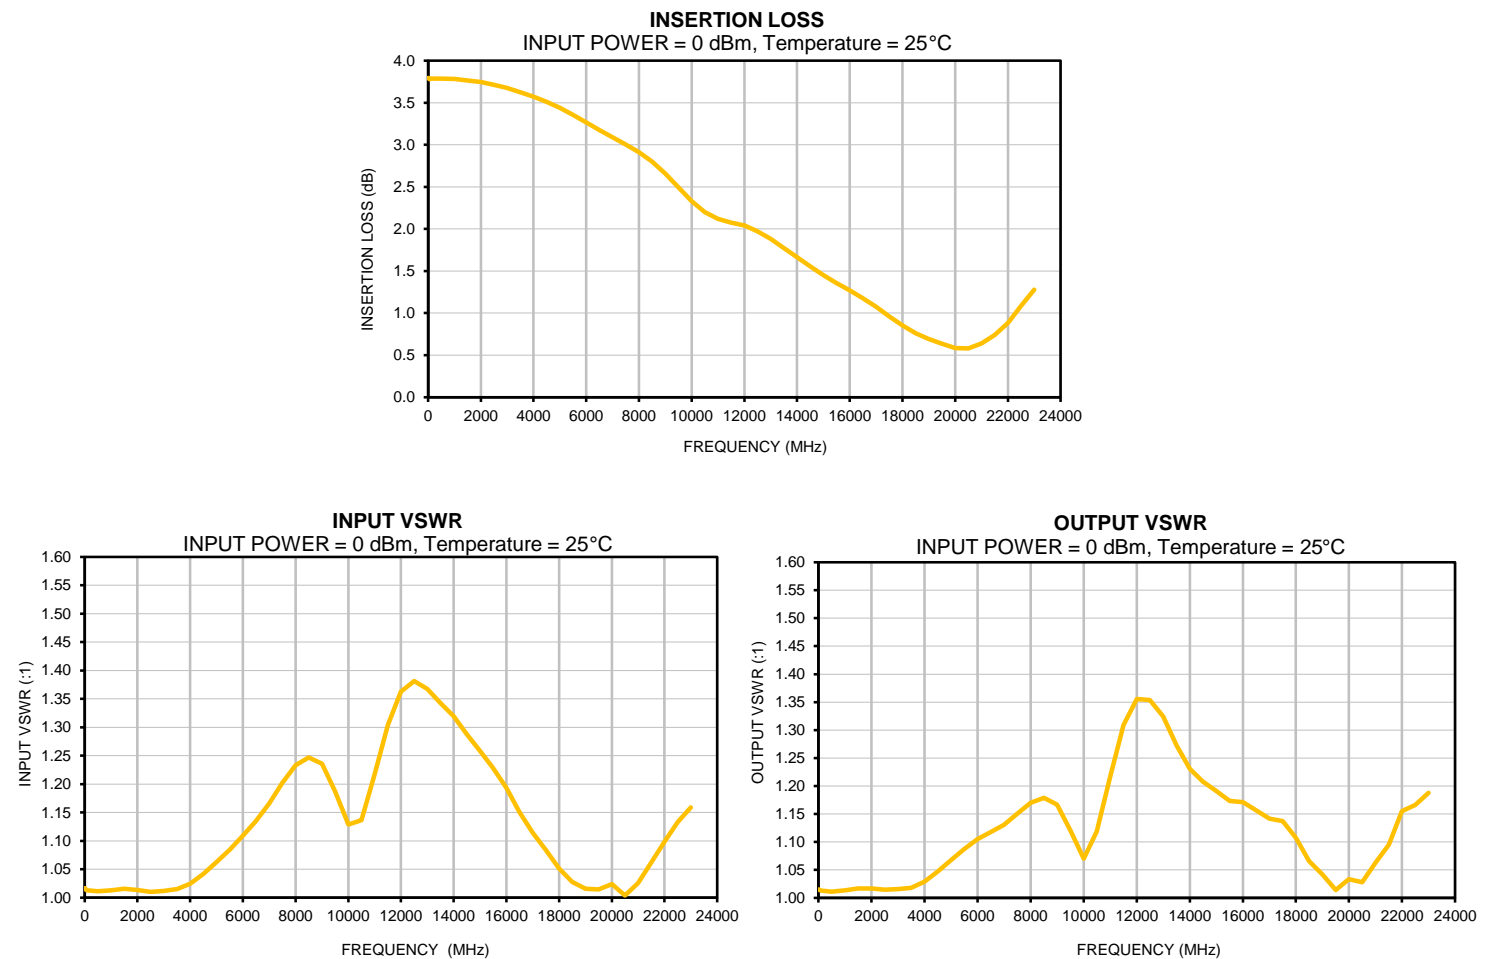 INSERTION LOSS
INPUT POWER = 0 dBm, Temperature = 25°C
4.0
3.5
3.0
2.5
2.0
1.5
1.0
0.5
0.0
INSERTION LOSS (dB)
0 2000 4000 6000 8000 10000 12000 14000 16000 18000 20000 22000 24000
FREQUENCY (MHz)
INPUT VSWR
INPUT POWER = 0 dBm, Temperature = 25°C
1.60
1.55
1.50
1.45
1.40
1.35
1.30
1.25
1.20
1.15
1.10
1.05
1.00
INPUT VSWR (:1)
0 2000 4000 6000 8000 10000 12000 14000 16000 18000 20000 22000 24000
FREQUENCY (MHz)
OUTPUT VSWR
INPUT POWER = 0 dBm, Temperature = 25°C
1.60
1.55
1.50
1.45
1.40
1.35
1.30
1.25
1.20
1.15
1.10
1.05
1.00
OUTPUT VSWR (:1)
0 2000 4000 6000 8000 10000 12000 14000 16000 18000 20000 22000 24000
FREQUENCY (MHz)